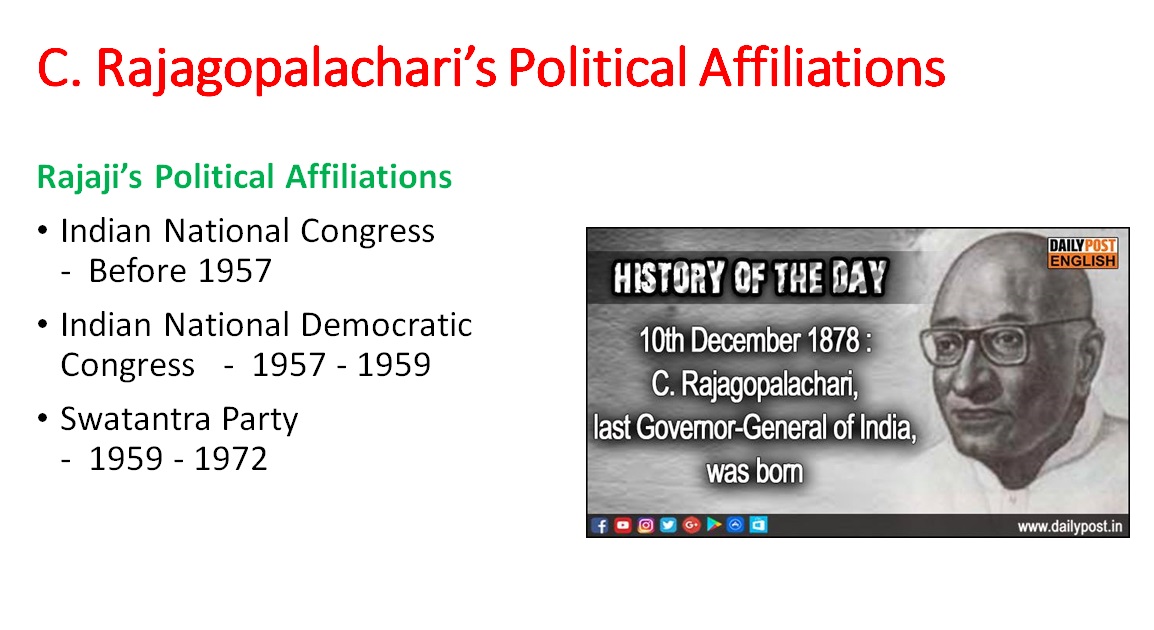 C. Rajagopalachari’s Political Affiliations
Rajaji’s Political Affiliations
• Indian National Congress
- Before 1957
• Indian National Democratic
Congress - 1957 - 1959
• Swatantra Party
- 1959 - 1972
DAILYPOST
ENGLISH
HISTORY OF THE DAY
10th December 1878 :
C. Rajagopalachari,
last Governor-General of India,
was born
www.dailypost.in